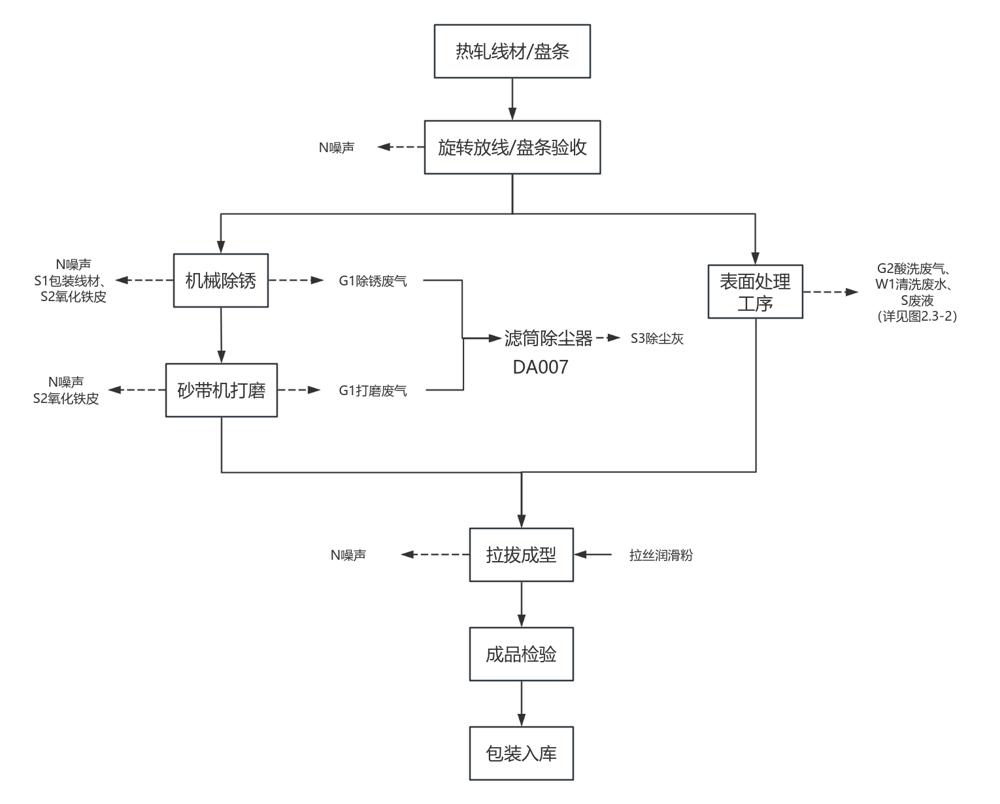 热轧线材/盘条
N噪声
旋转放线/盘条验收
N噪声
S1包装线材、
S2氧化铁皮
机械除锈
G1除锈废气
表面处理
工序
G2酸洗废气、
W1清洗废水、
S废液
（详见图2.3-2）
滤筒除尘器
DA007
S3除尘灰
N噪声
S2氧化铁皮
砂带机打磨
G1打磨废气
N噪声
拉拔成型
拉丝润滑粉
成品检验
包装入库